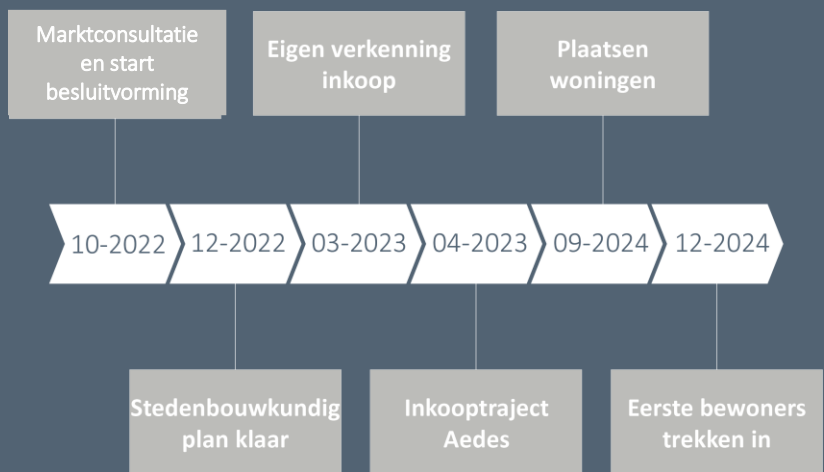 Marktconsultatie
en start
besluitvorming
Eigen verkenning
inkoop
Plaatsen
woningen
10-2022
12-2022
03-2023
04-2023
09-2024
12-2024
Stedenbouwkundig
plan klaar
Inkooptraject
Aedes
Eerste bewoners
trekken in